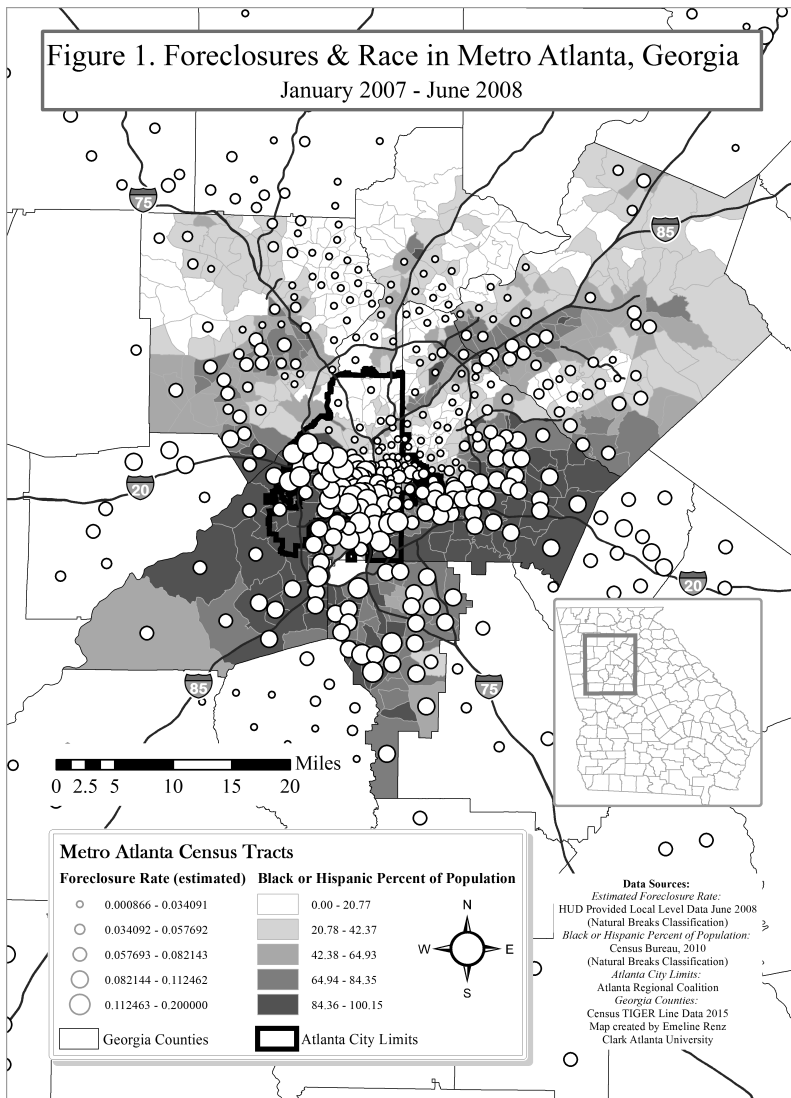 Figure 1. Foreclosures & Race in Metro Atlanta, Georgia
January 2007 - June 2008
75
85
20
20
85
75
Miles
0 2.5 5 10 15 20
Metro Atlanta Census Tracts
Foreclosure Rate (estimated) Black or Hispanic Percent of Population
0.000866 - 0.034091 0.00 - 20.77
0.034092 - 0.057692 20.78 - 42.37
0.057693 - 0.082143 42.38 - 64.93
0.082144 - 0.112462 64.94 - 84.35
0.112463 - 0.200000 84.36 - 100.15
Georgia Counties Atlanta City Limits
N
W E
S
Data Sources:
Estimated Foreclosure Rate:
HUD Provided Local Level Data June 2008
(Natural Breaks Classification)
Black or Hispanic Percent of Population:
Census Bureau, 2010
(Natural Breaks Classification)
Atlanta City Limits:
Atlanta Regional Coalition
Georgia Counties:
Census TIGER Line Data 2015
Map created by Emeline Renz
Clark Atlanta University